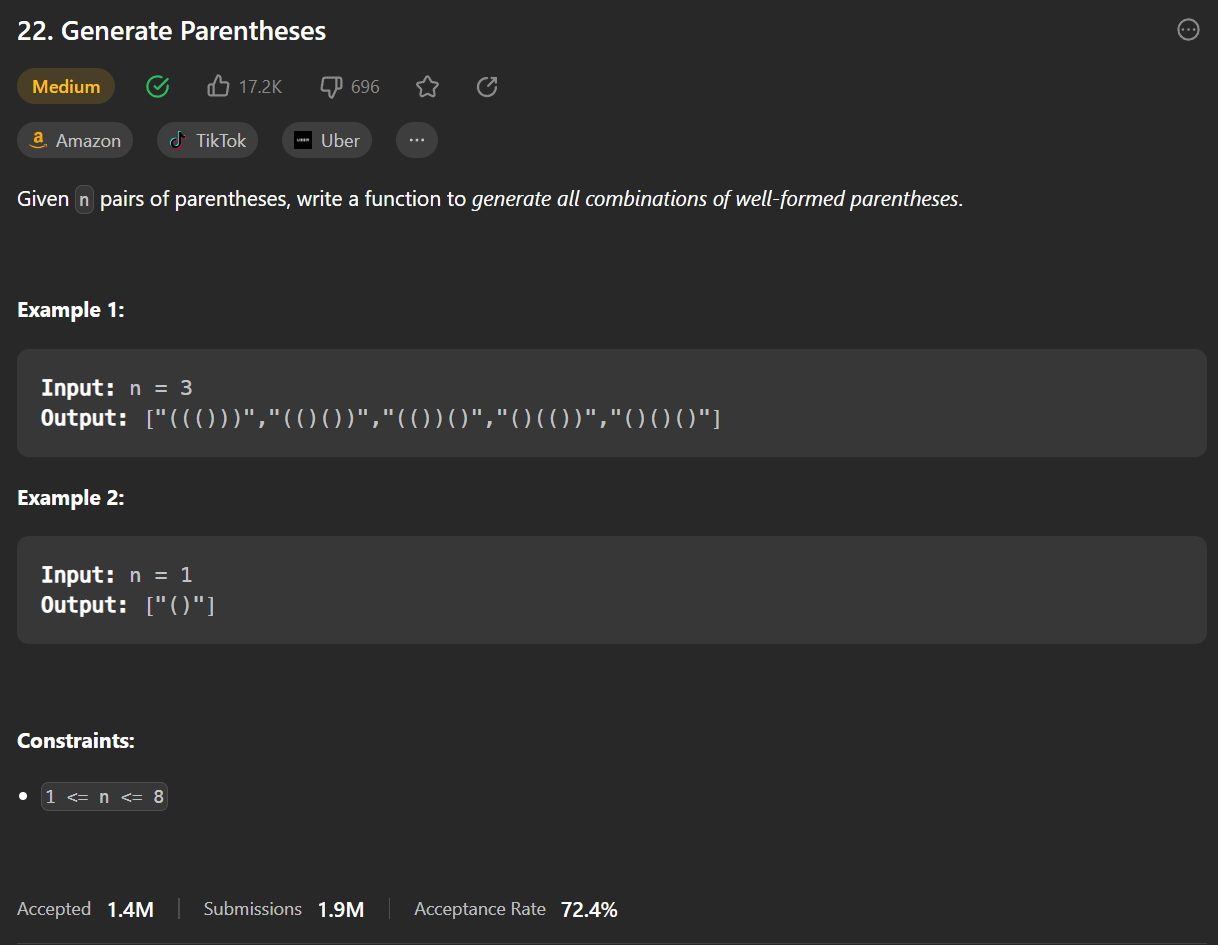 22. Generate Parentheses
Medium 17.2K 696
a Amazon TikTok UBER Uber ...
Given n pairs of parentheses, write a function to generate all combinations of well-formed parentheses.
Example 1:
Input: n = 3
Output: ["((()))","(()())","(())()","()(())","()()()"]
Example 2:
Input: n = 1
Output: ["()"]
Constraints:
• 1 <= n <= 8
Accepted 1.4M | Submissions 1.9M | Acceptance Rate 72.4%